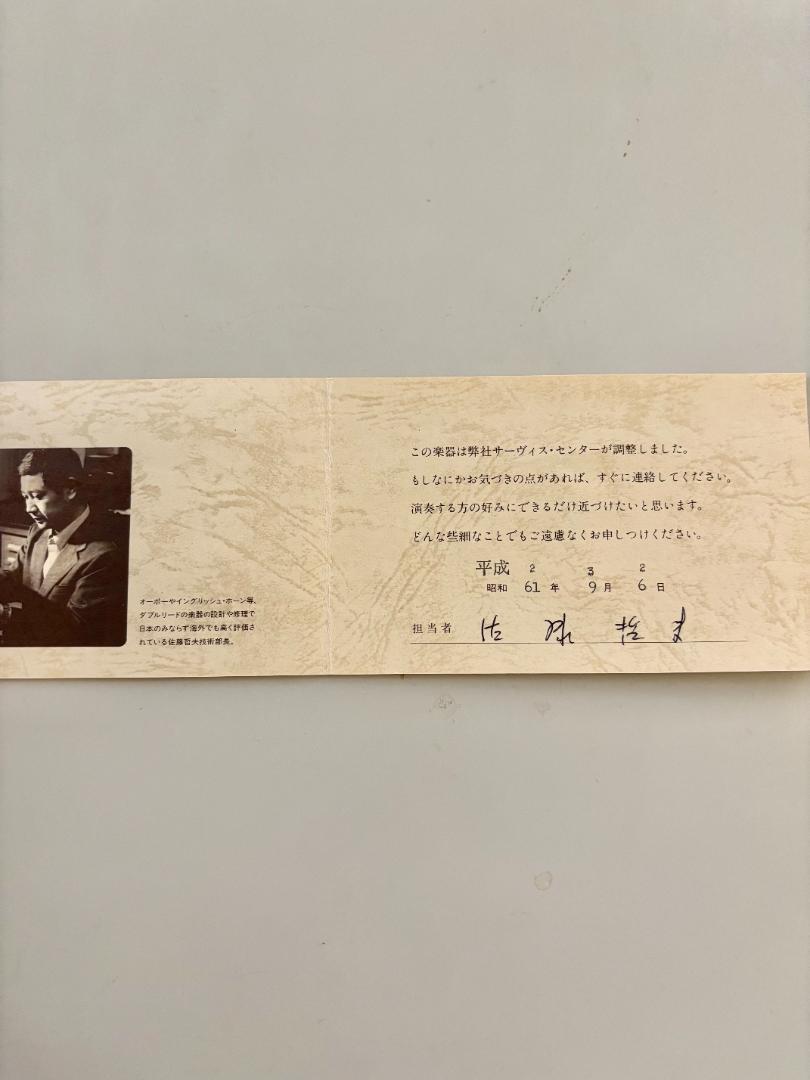 オーボーやイングリッシュ・ホーン等、
ダブルリードの楽器の設計や修理で
日本のみならず海外でも高く評価さ
れている佐藤哲夫技術部長。
この楽器は弊社サーヴィス・センターが調整しました。
もしなにかお気づきの点があれば、すぐに連絡してください。
演奏する方の好みにできるだけ近づけたいと思います。
どんな些細なことでもご遠慮なくお申しつけください。
平成 2 3 2
昭和 61 年 9 月 6 日
担当者 佐藤哲夫